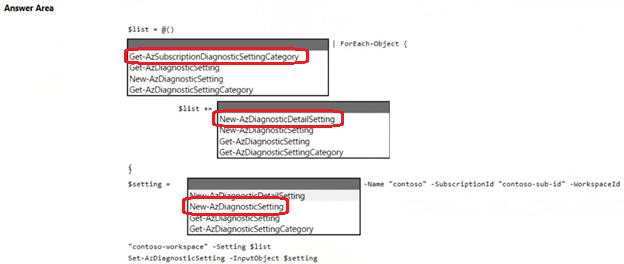 Answer Area
$list = @()
| ForEach-Object {
Get-AzSubscriptionDiagnosticSettingCategory
Get-AzDiagnosticSetting
New-AzDiagnosticSetting
Get-AzDiagnosticSettingCategory
$list +=
New-AzDiagnosticDetailSetting
New-AzDiagnosticSetting
Get-AzDiagnosticSetting
Get-AzDiagnosticSettingCategory
}
$setting = -Name "contoso" -SubscriptionId "contoso-sub-id" -WorkspaceId
New-AzDiagnosticDetailSetting
New-AzDiagnosticSetting
Get-AzDiagnosticSetting
Get-AzDiagnosticSettingCategory
"contoso-workspace" -Setting $list
Set-AzDiagnosticSetting -InputObject $setting